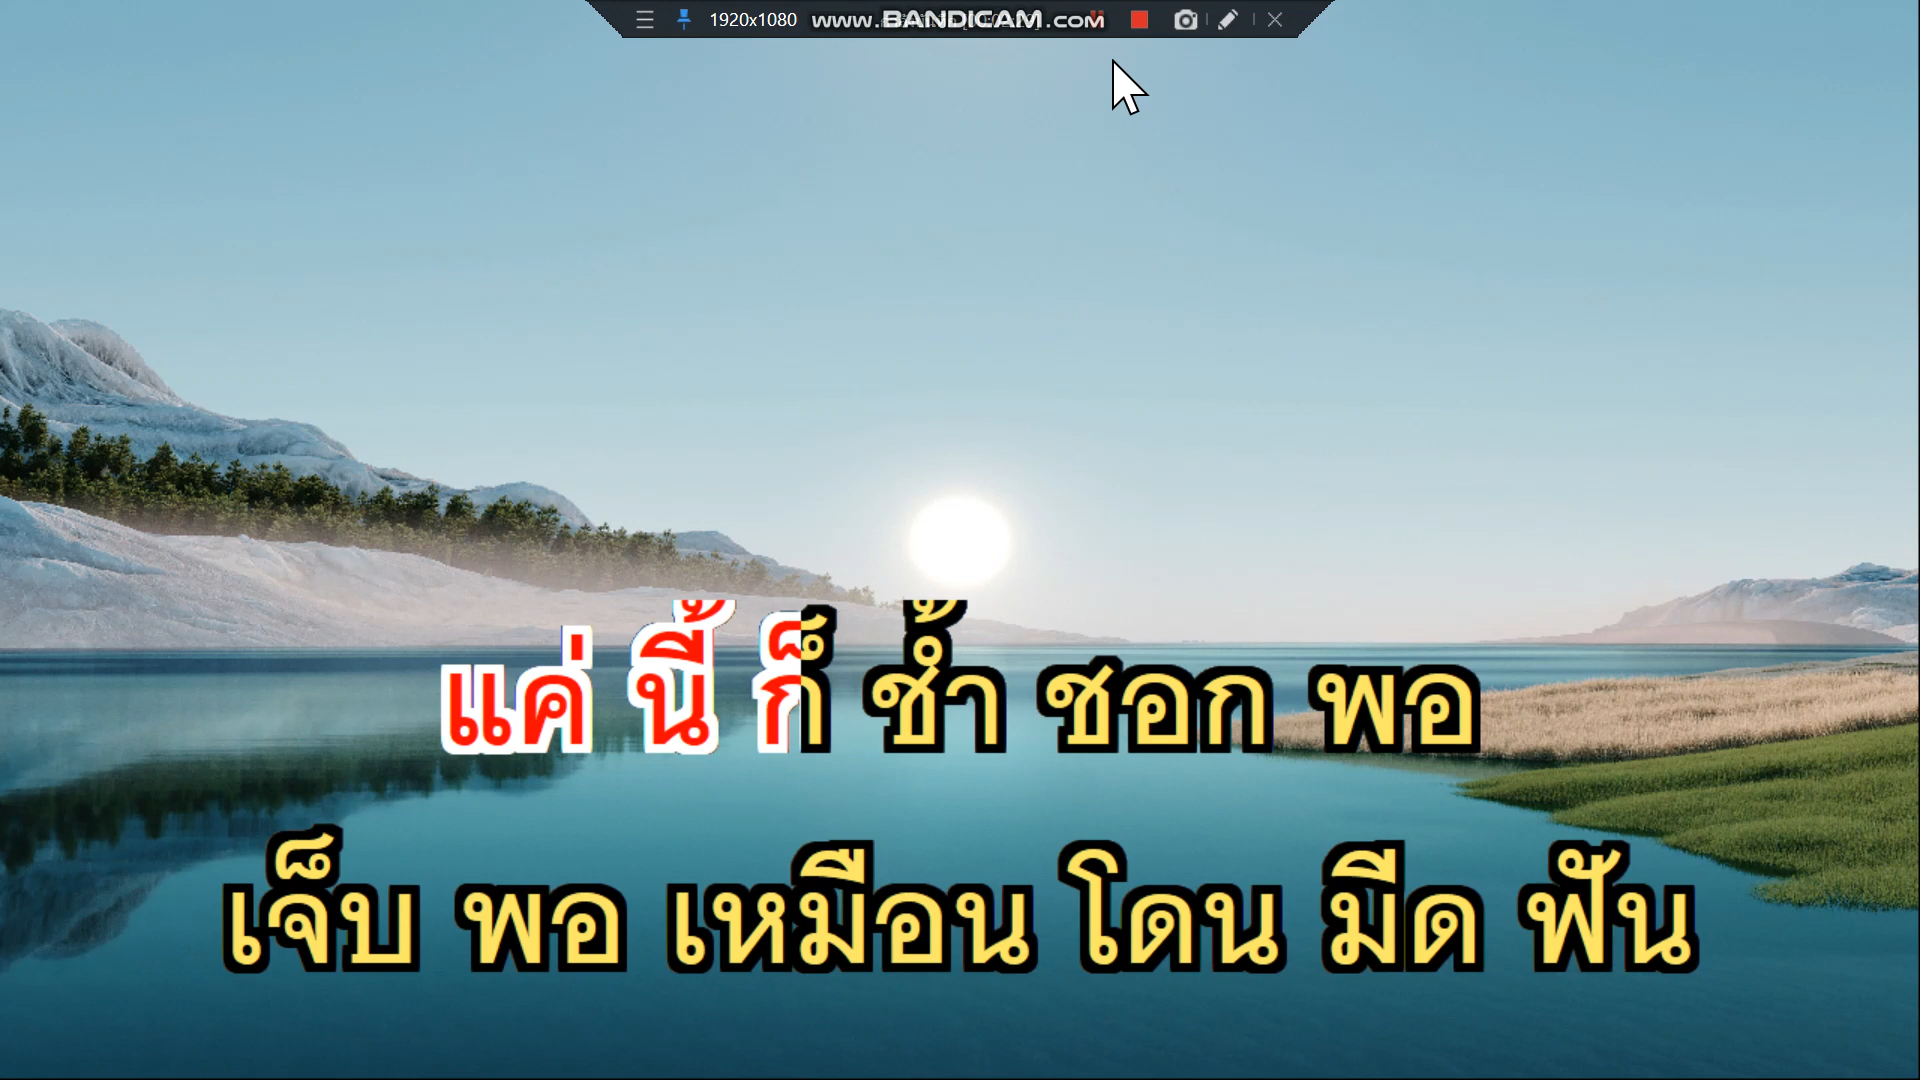 1920x1080 www.BANDICAM.com
แค่ นี้ ก็ ช้ำ ชอก พอ
เจ็บ พอ เหมือน โดน มีด ฟัน